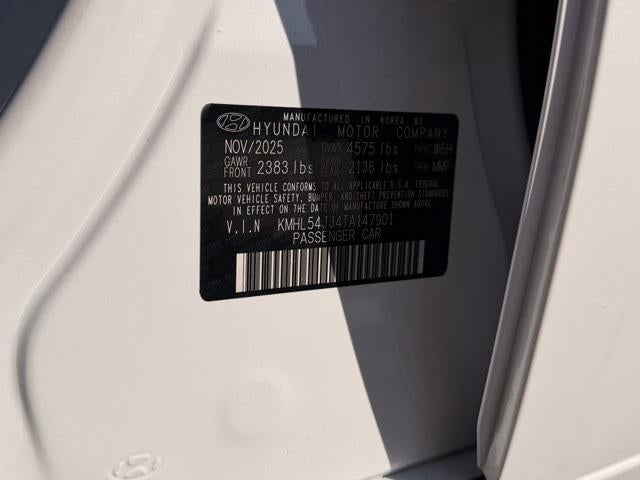 MANUFACTURED IN KOREA BY
HYUNDAI MOTOR COMPANY
NOV/2025 GVWR 4575 lbs PAINT W6H
GAWR FRONT 2383 lbs GAWR REAR 2136 lbs TRIM MMF
THIS VEHICLE CONFORMS TO ALL APPLICABLE U.S.A. FEDERAL
MOTOR VEHICLE SAFETY, BUMPER, AND THEFT PREVENTION STANDARDS
IN EFFECT ON THE DATE OF MANUFACTURE SHOWN ABOVE.
V.I.N KMHL54JJ4TA147901
PASSENGER CAR